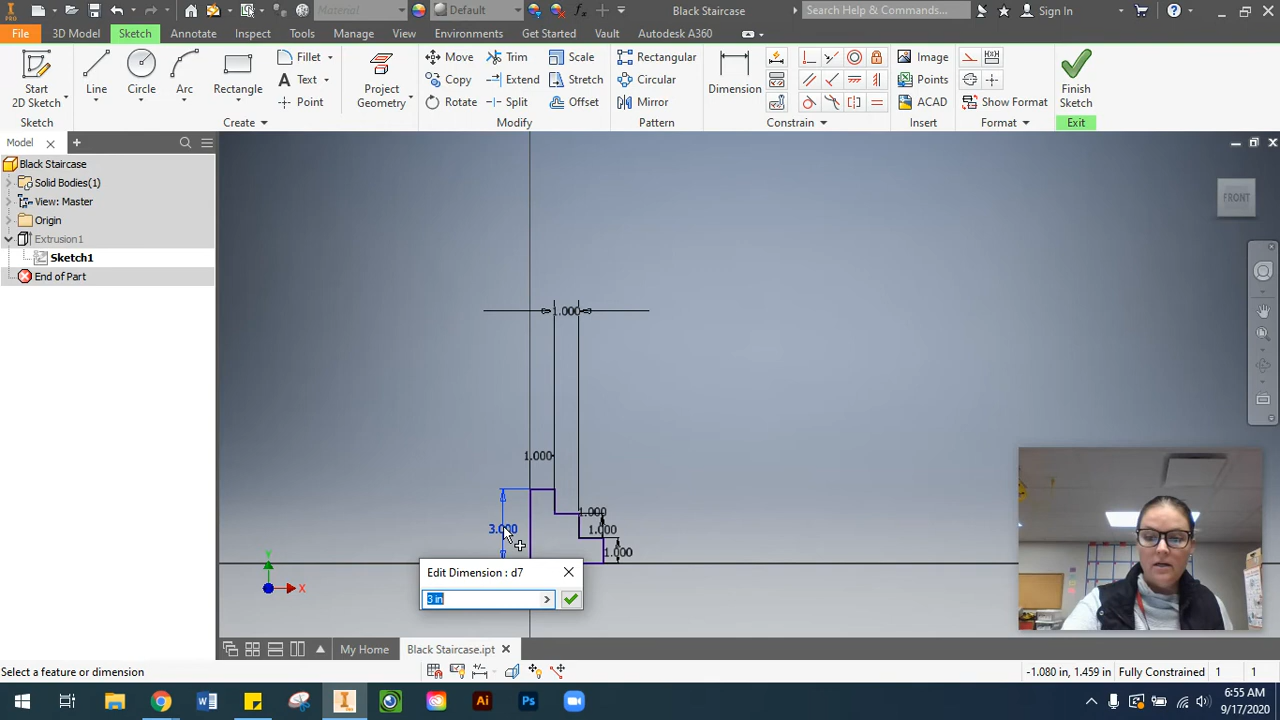 PRO
Material
Default
Black Staircase
Search Help & Commands...
Sign In
File
3D Model
Sketch
Annotate
Inspect
Tools
Manage
View
Environments
Get Started
Vault
Autodesk A360
Start
2D Sketch
Line
Circle
Arc
Rectangle
Fillet
Text
Point
Project
Geometry
Move
Copy
Rotate
Trim
Extend
Split
Scale
Stretch
Offset
Rectangular
Circular
Mirror
Dimension
Image
Points
ACAD
Show Format
Finish
Sketch
Sketch
Create
Modify
Pattern
Constrain
Insert
Format
Exit
Model
Black Staircase
Solid Bodies(1)
View: Master
Origin
Extrusion1
Sketch1
End of Part
FRONT
1.000
1.000
1.000
3.000
1.000
1.000
Edit Dimension : d7
3 in
Y
X
My Home
Black Staircase.ipt
Select a feature or dimension
-1.080 in, 1.459 in
Fully Constrained
1
1
Ai
Ps
6:55 AM
9/17/2020